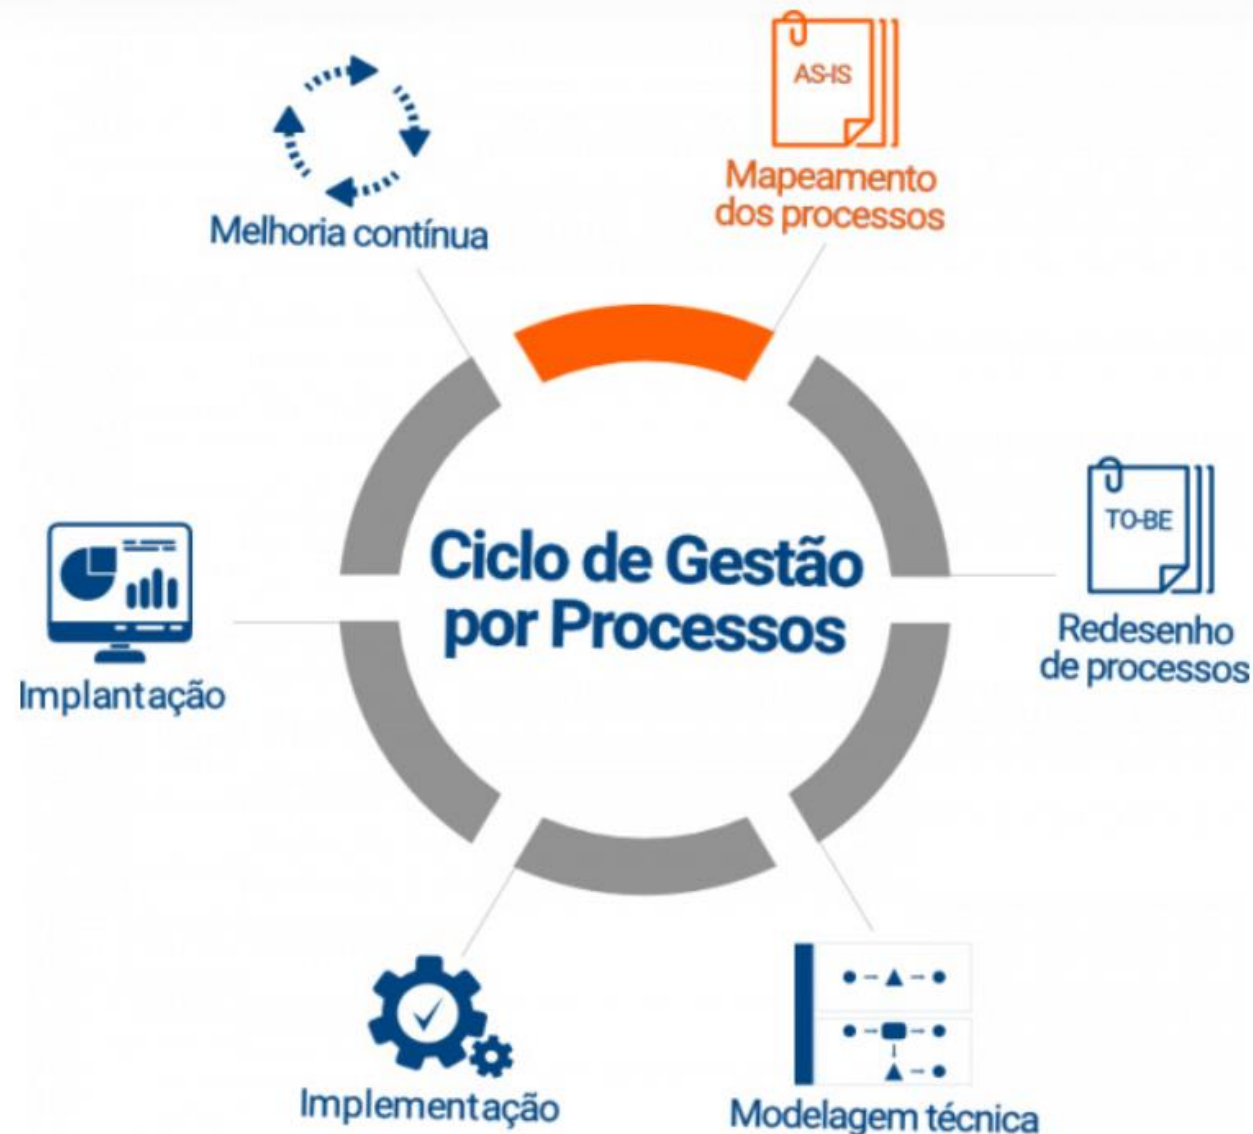 AS-IS
Mapeamento
dos processos
Melhoria contínua
Ciclo de Gestão
por Processos
TO-BE
Redesenho
de processos
Implantação
Implementação
Modelagem técnica